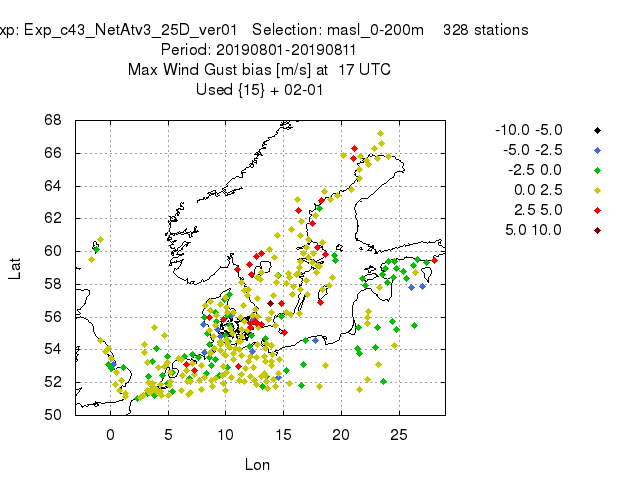 xp: Exp_c43_NetAtv3_25D_ver01 Selection: masl_0-200m 328 stations
Period: 20190801-20190811
Max Wind Gust bias [m/s] at 17 UTC
Used {15} + 02-01
68
66
64
62
60
58
56
54
52
50
Lat
0 5 10 15 20 25
Lon
-10.0 -5.0
-5.0 -2.5
-2.5 0.0
0.0 2.5
2.5 5.0
5.0 10.0